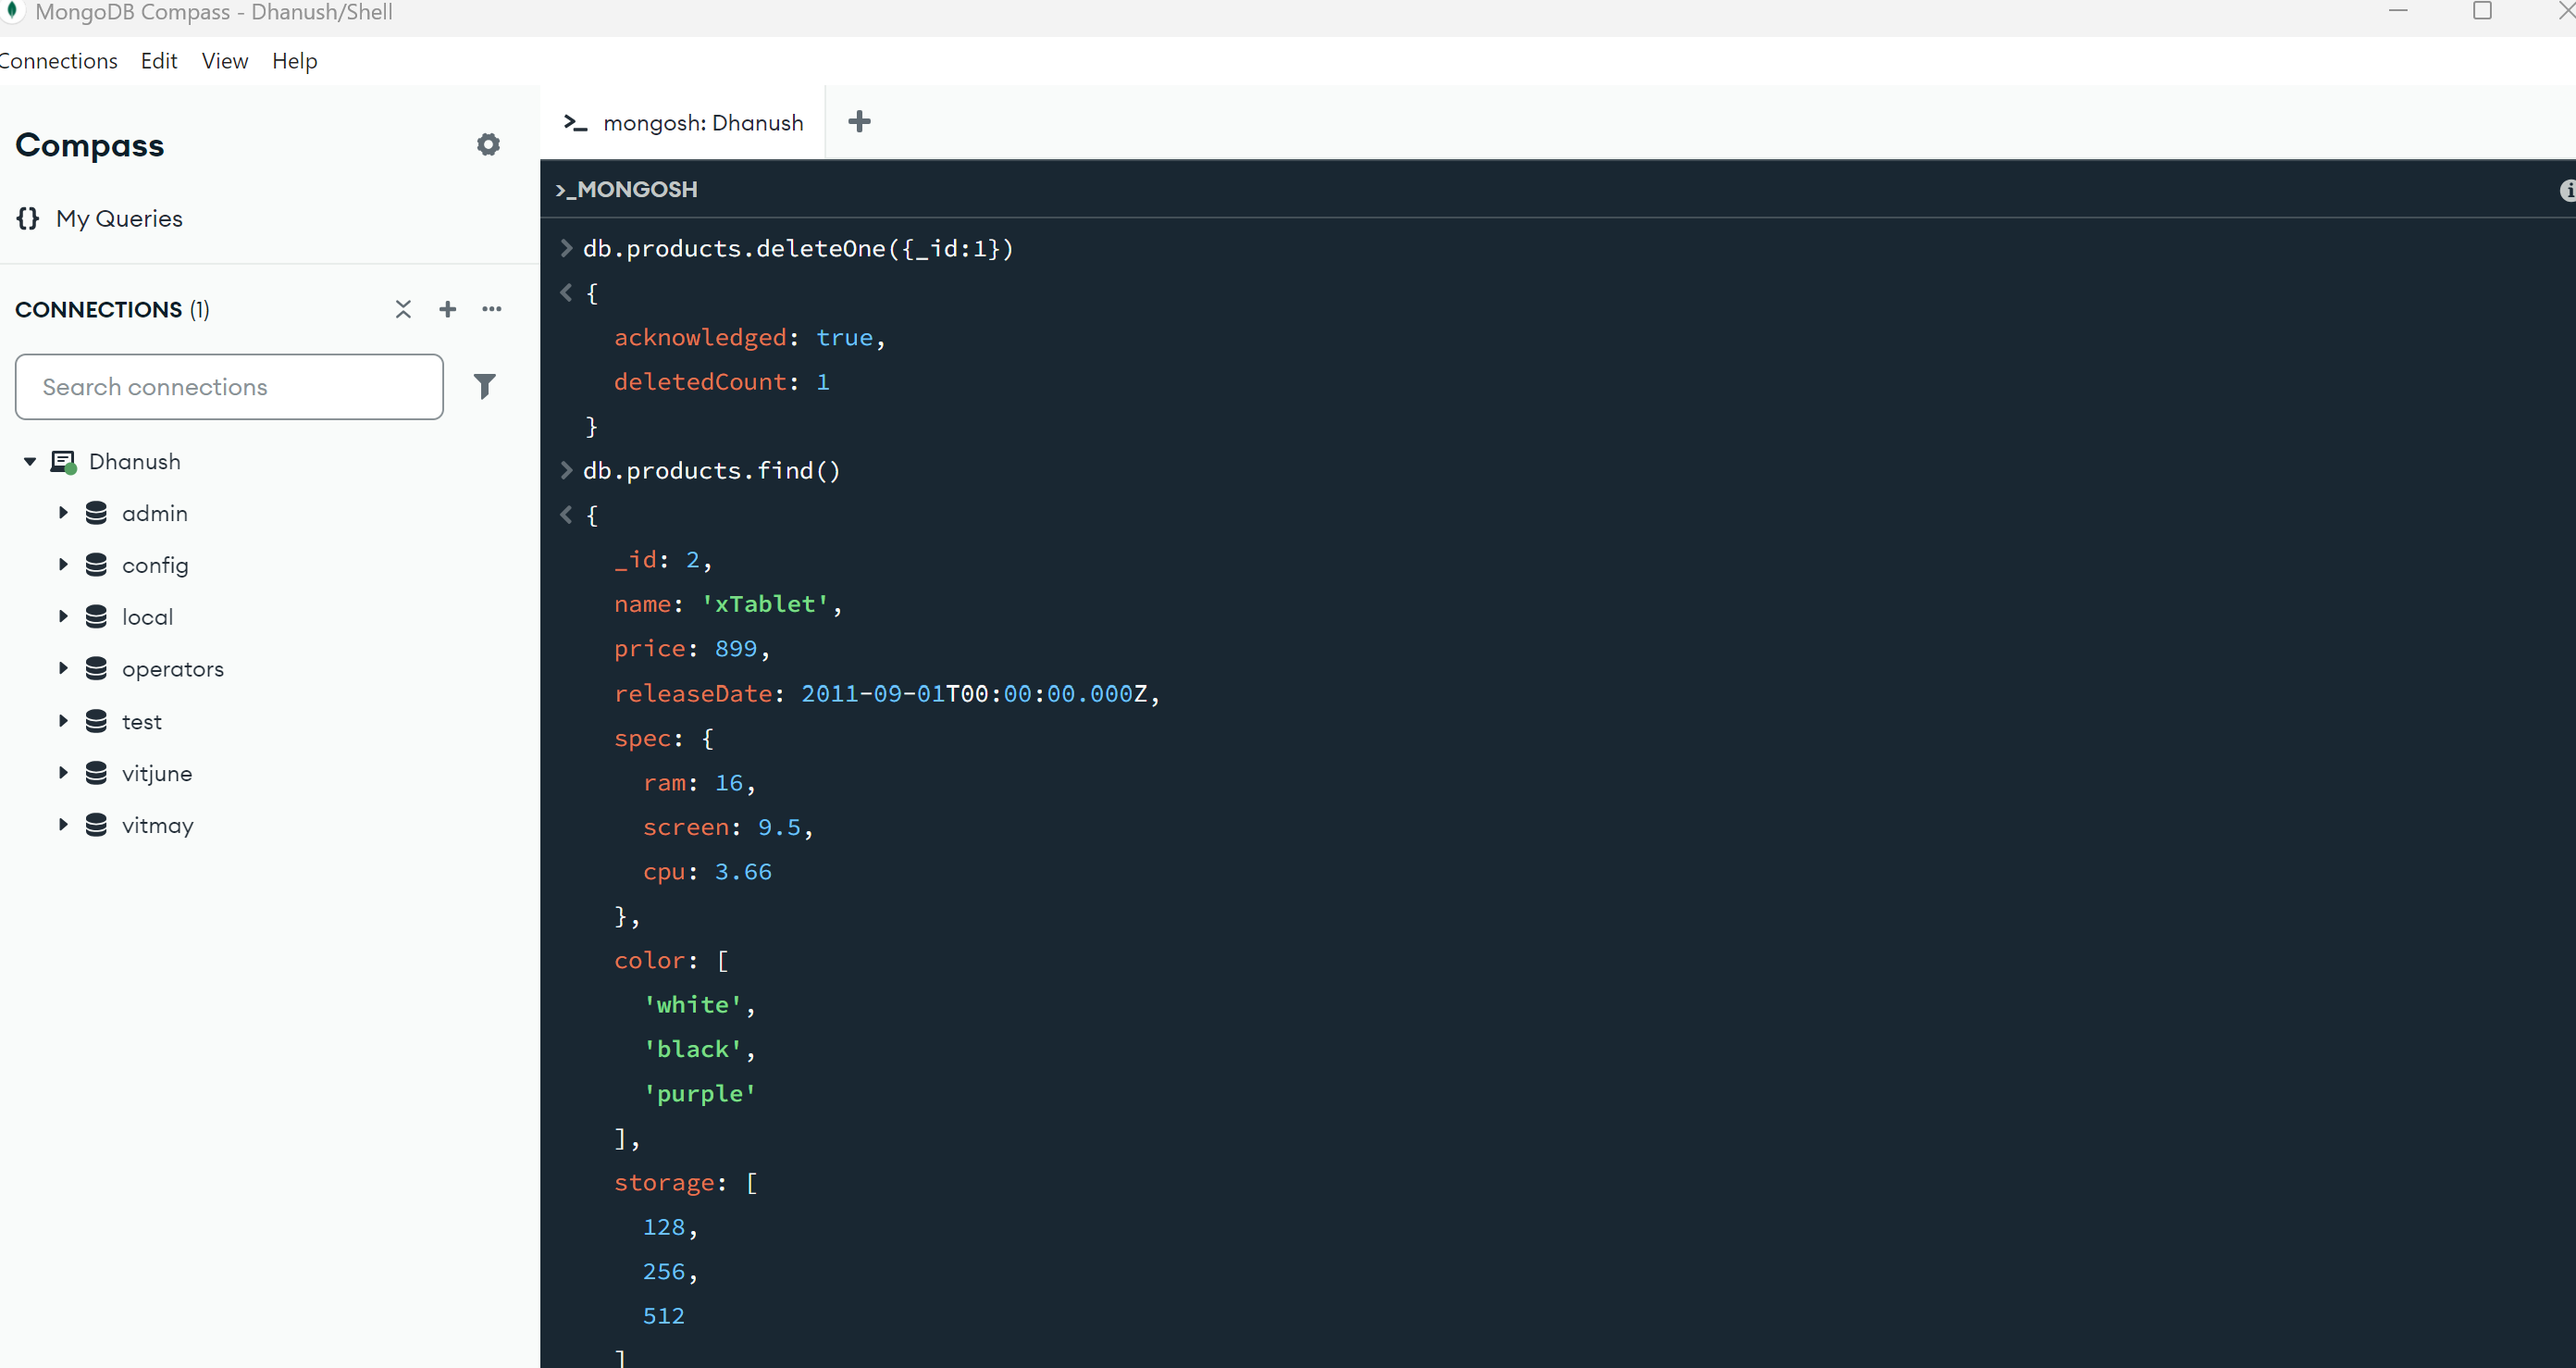 MongoDB Compass - Dhanush/Shell
Connections Edit View Help
Compass
{} My Queries
CONNECTIONS (1)
Search connections
Dhanush
admin
config
local
operators
test
vitjune
vitmay
>_ mongosh: Dhanush
>_MONGOSH
> db.products.deleteOne({_id:1})
< {
acknowledged: true,
deletedCount: 1
}
> db.products.find()
< {
_id: 2,
name: 'xTablet',
price: 899,
releaseDate: 2011-09-01T00:00:00.000Z,
spec: {
ram: 16,
screen: 9.5,
cpu: 3.66
},
color: [
'white',
'black',
'purple'
],
storage: [
128,
256,
512
]